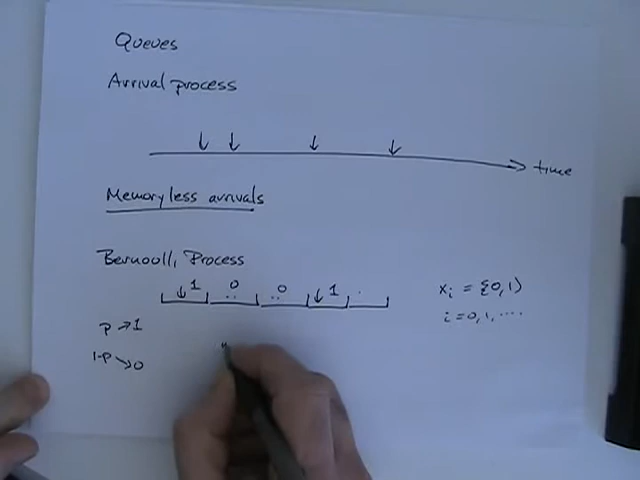 Queues
Arrival process
time
Memoryless arrivals
Bernoulli Process
1 0 0 1
xi = {0,1)
i = 0, 1, ....
p → 1
1-p → 0